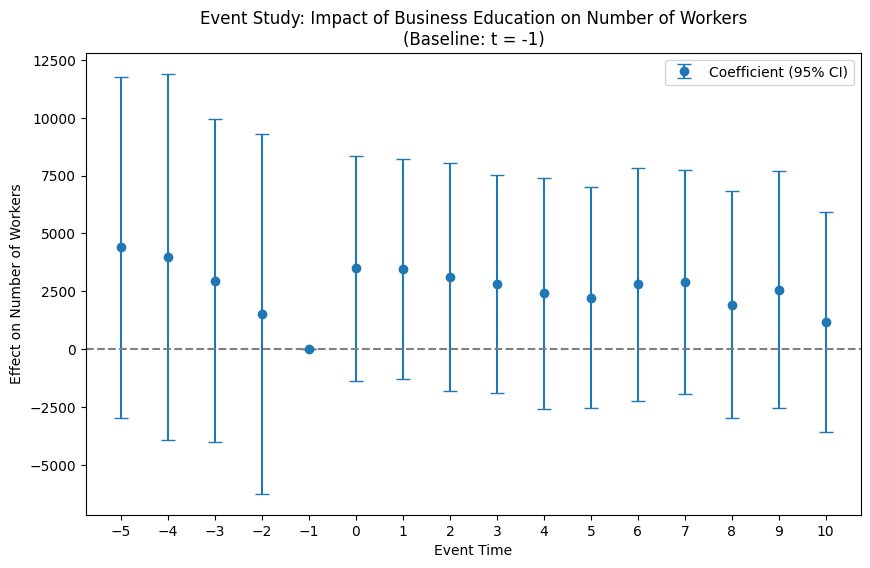 Event Study: Impact of Business Education on Number of Workers
(Baseline: t = -1)
Coefficient (95% CI)
Effect on Number of Workers
12500
10000
7500
5000
2500
0
−2500
−5000
−5 −4 −3 −2 −1 0 1 2 3 4 5 6 7 8 9 10
Event Time